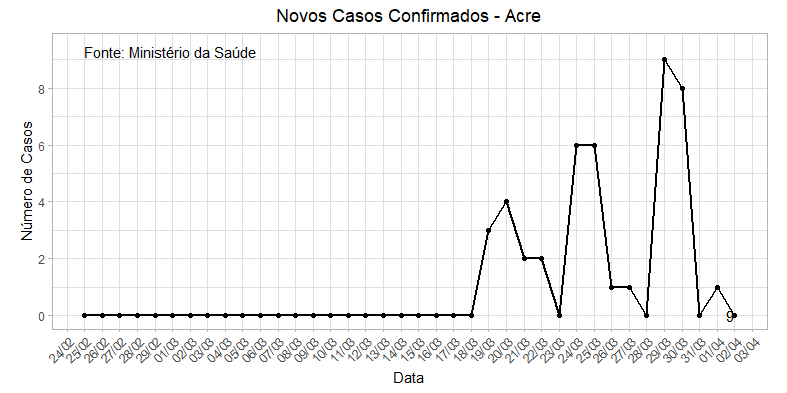 Novos Casos Confirmados - Acre
Fonte: Ministério da Saúde
Número de Casos
8
6
4
2
0
9
24/02 25/02 26/02 27/02 28/02 29/02 01/03 02/03 03/03 04/03 05/03 06/03 07/03 08/03 09/03 10/03 11/03 12/03 13/03 14/03 15/03 16/03 17/03 18/03 19/03 20/03 21/03 22/03 23/03 24/03 25/03 26/03 27/03 28/03 29/03 30/03 31/03 01/04 02/04 03/04
Data